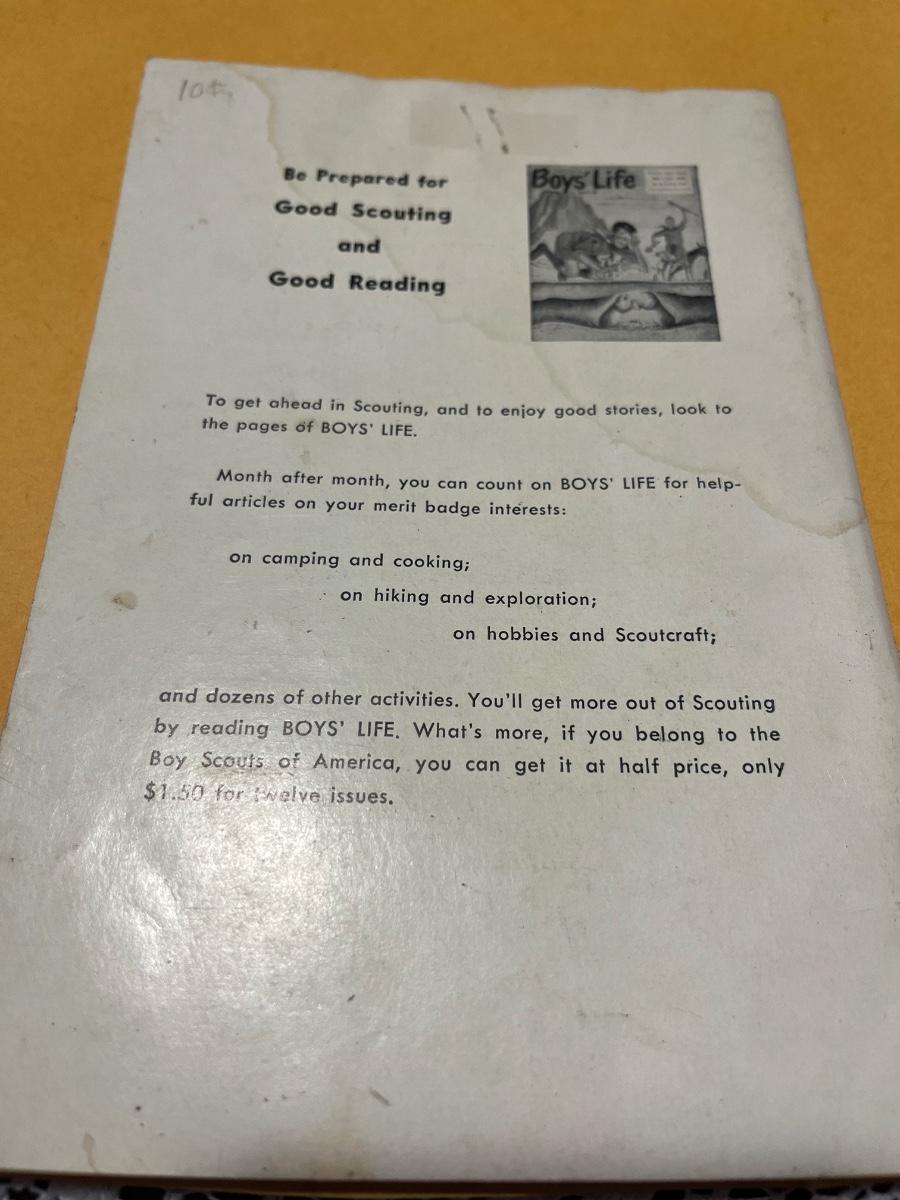 10¢
Be Prepared for
Good Scouting
and
Good Reading
Boys' Life
To get ahead in Scouting, and to enjoy good stories, look to
the pages of BOYS' LIFE.
Month after month, you can count on BOYS' LIFE for help-
ful articles on your merit badge interests:
on camping and cooking;
on hiking and exploration;
on hobbies and Scoutcraft;
and dozens of other activities. You'll get more out of Scouting
by reading BOYS' LIFE. What's more, if you belong to the
Boy Scouts of America, you can get it at half price, only
$1.50 for twelve issues.